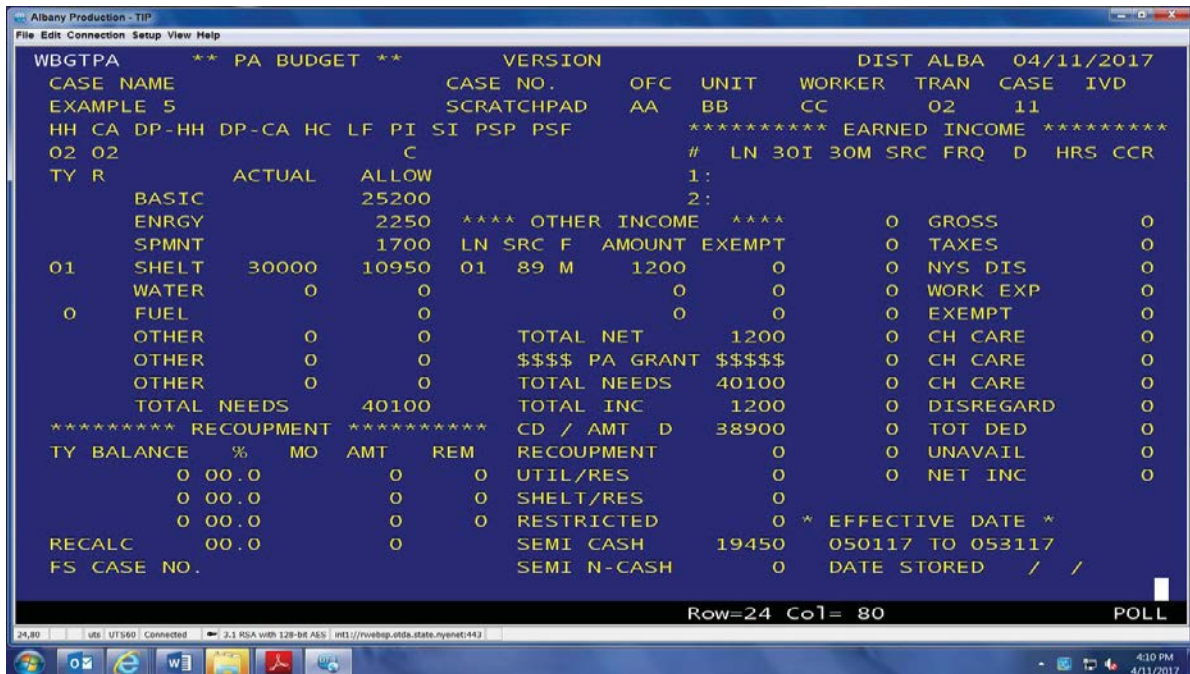 Albany Production - TIP
File Edit Connection Setup View Help
WBGTPA ** PA BUDGET ** VERSION DIST ALBA 04/11/2017
CASE NAME CASE NO. OFC UNIT WORKER TRAN CASE IVD
EXAMPLE 5 SCRATCHPAD AA BB CC 02 11
HH CA DP-HH DP-CA HC LF PI SI PSP PSF ********** EARNED INCOME *********
02 02 C # LN 30I 30M SRC FRQ D HRS CCR
TY R ACTUAL ALLOW 1:
BASIC 25200 2:
ENRGY 2250 **** OTHER INCOME **** 0 GROSS 0
SPMNT 1700 LN SRC F AMOUNT EXEMPT 0 TAXES 0
01 SHELT 30000 10950 01 89 M 1200 0 0 NYS DIS 0
WATER 0 0 0 0 0 WORK EXP 0
0 FUEL 0 0 0 0 EXEMPT 0
OTHER 0 0 TOTAL NET 1200 0 CH CARE 0
OTHER 0 0 $$$$ PA GRANT $$$$$ 0 CH CARE 0
OTHER 0 0 TOTAL NEEDS 40100 0 CH CARE 0
TOTAL NEEDS 40100 TOTAL INC 1200 0 DISREGARD 0
********* RECOUPMENT ********** CD / AMT D 38900 0 TOT DED 0
TY BALANCE % MO AMT REM RECOUPMENT 0 0 UNAVAIL 0
0 00.0 0 0 UTIL/RES 0 0 NET INC 0
0 00.0 0 0 SHELT/RES 0
0 00.0 0 0 RESTRICTED 0 * EFFECTIVE DATE *
RECALC 00.0 0 SEMI CASH 19450 050117 TO 053117
FS CASE NO. SEMI N-CASH 0 DATE STORED / /
Row=24 Col= 80 POLL
24,80 uts UTS60 Connected 3.1 RSA with 128-bit AES int1://rwebsp.otda.state.nyenet:443
4:10 PM
4/11/2017